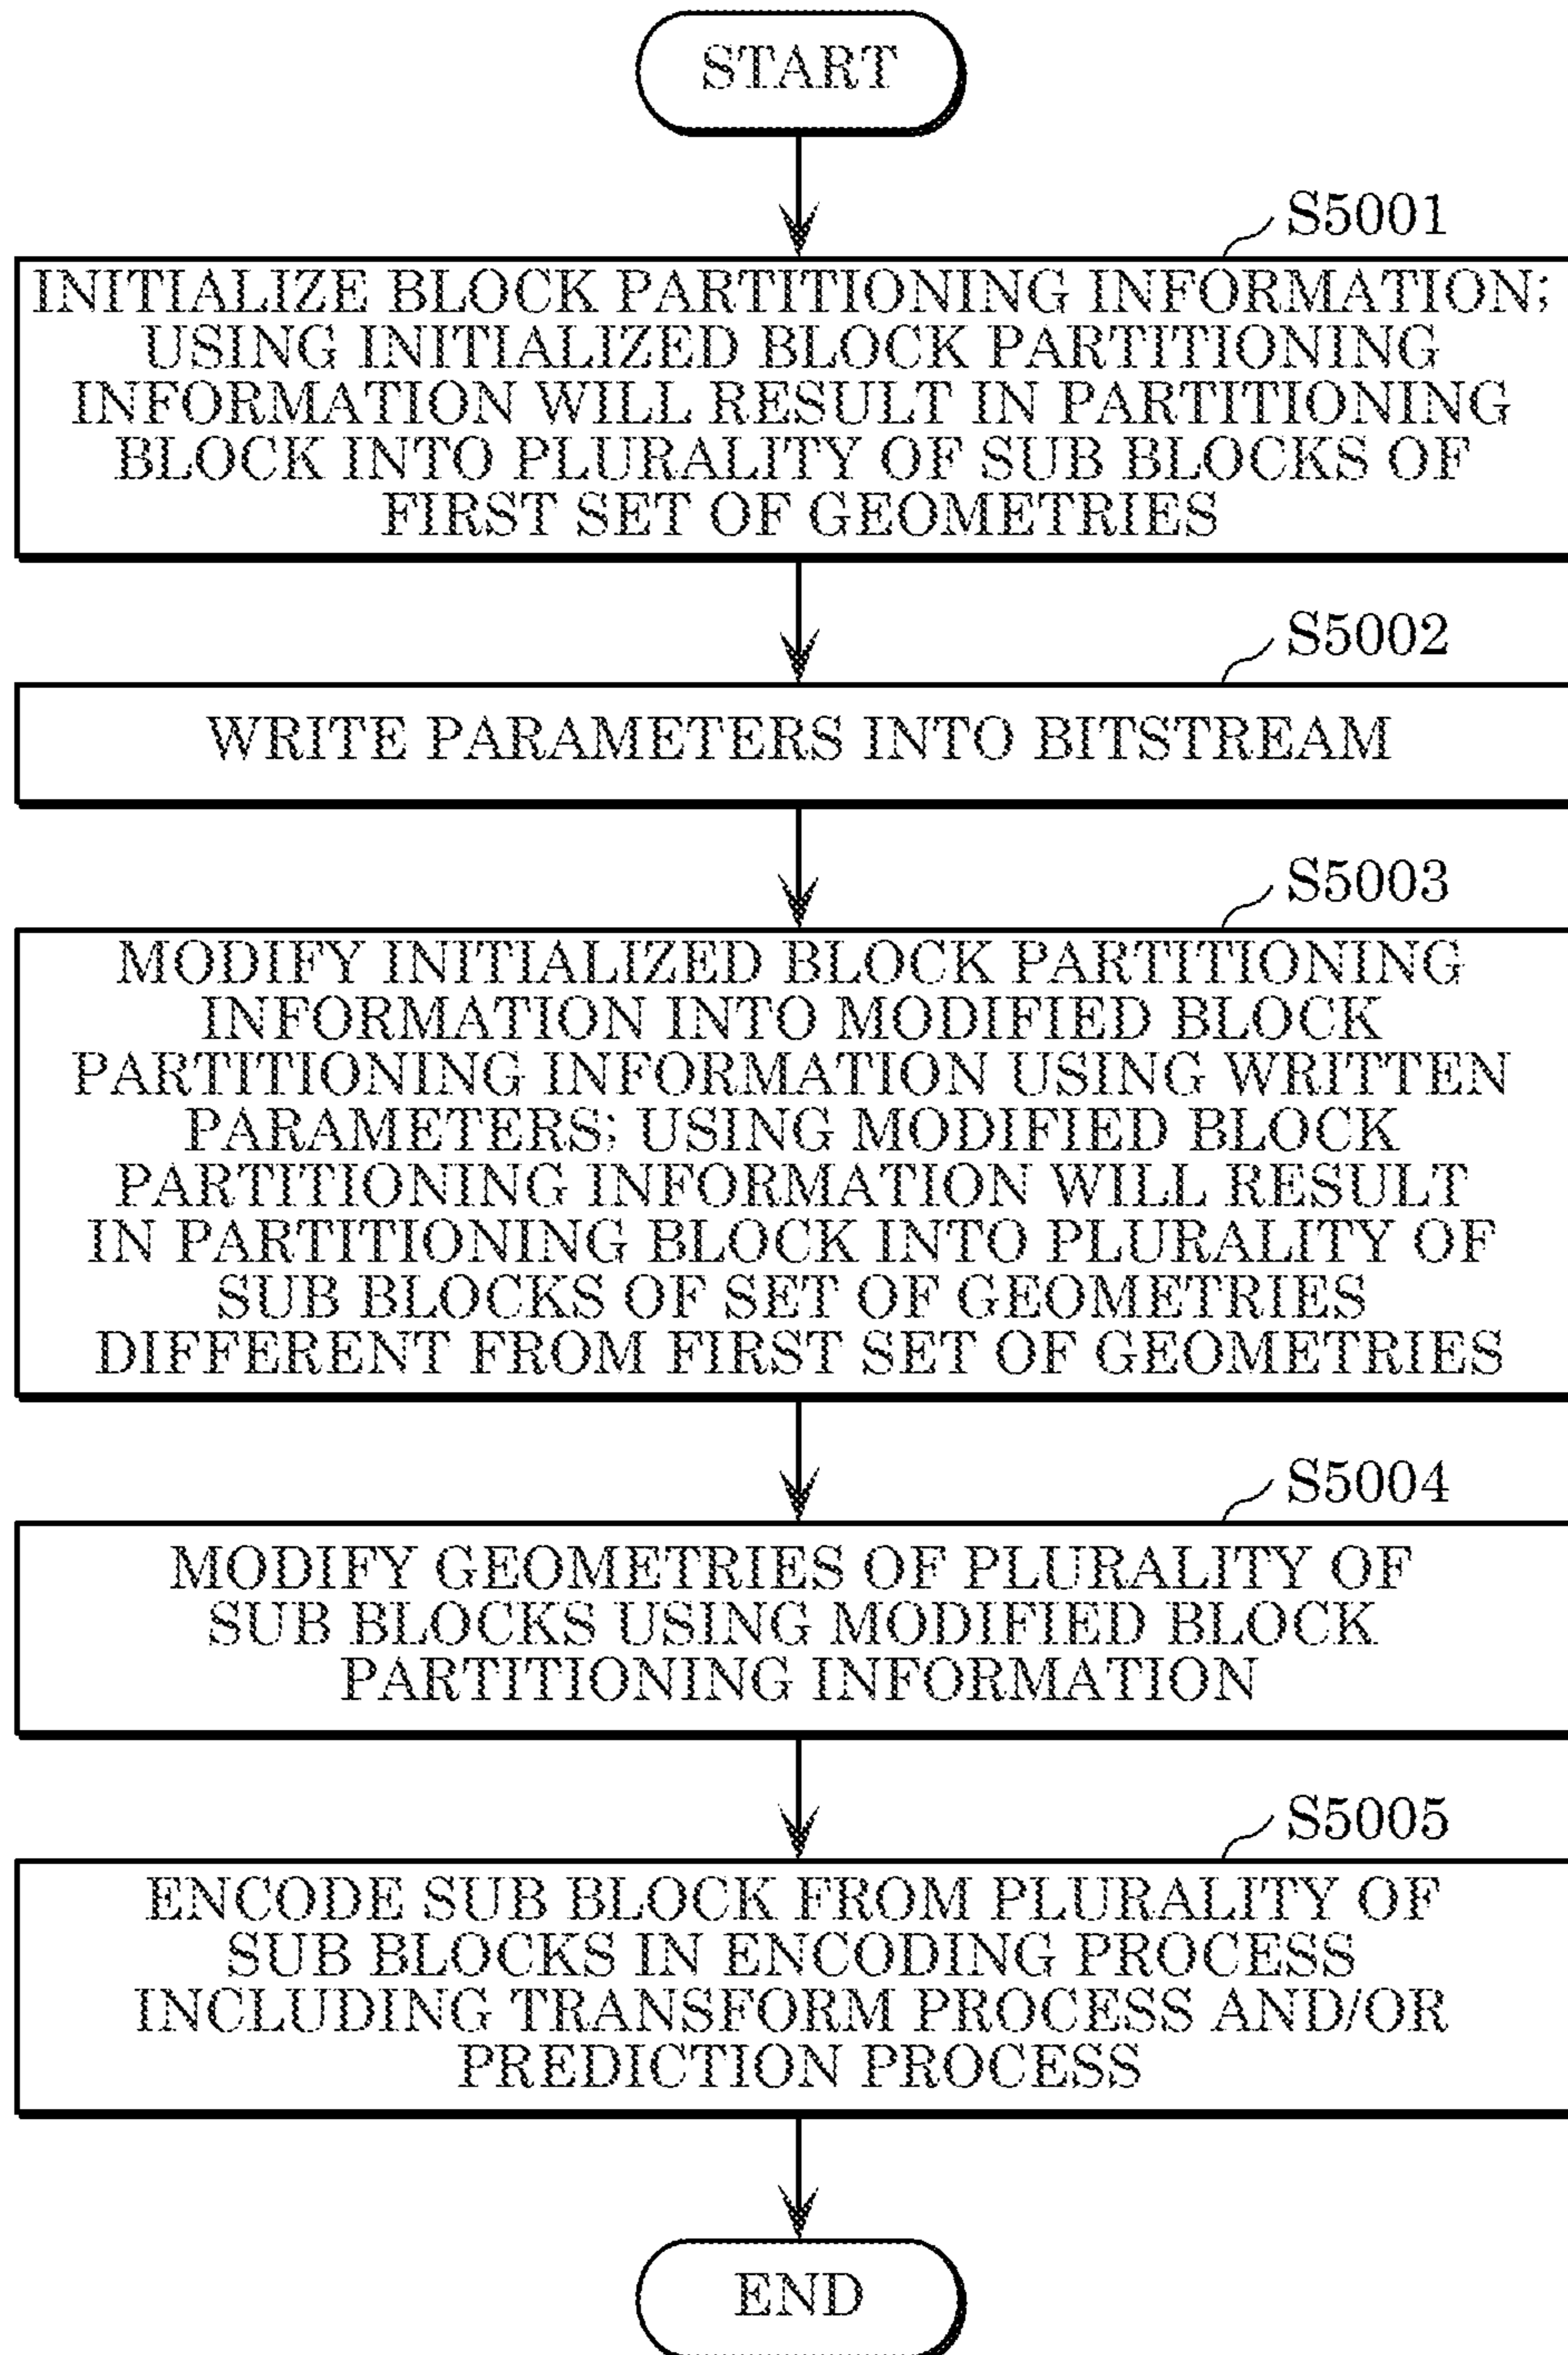 START
S5001
INITIALIZE BLOCK PARTITIONING INFORMATION;
USING INITIALIZED BLOCK PARTITIONING
INFORMATION WILL RESULT IN PARTITIONING
BLOCK INTO PLURALITY OF SUB BLOCKS OF
FIRST SET OF GEOMETRIES
S5002
WRITE PARAMETERS INTO BITSTREAM
S5003
MODIFY INITIALIZED BLOCK PARTITIONING
INFORMATION INTO MODIFIED BLOCK
PARTITIONING INFORMATION USING WRITTEN
PARAMETERS; USING MODIFIED BLOCK
PARTITIONING INFORMATION WILL RESULT
IN PARTITIONING BLOCK INTO PLURALITY OF
SUB BLOCKS OF SET OF GEOMETRIES
DIFFERENT FROM FIRST SET OF GEOMETRIES
S5004
MODIFY GEOMETRIES OF PLURALITY OF
SUB BLOCKS USING MODIFIED BLOCK
PARTITIONING INFORMATION
S5005
ENCODE SUB BLOCK FROM PLURALITY OF
SUB BLOCKS IN ENCODING PROCESS
INCLUDING TRANSFORM PROCESS AND/OR
PREDICTION PROCESS
END